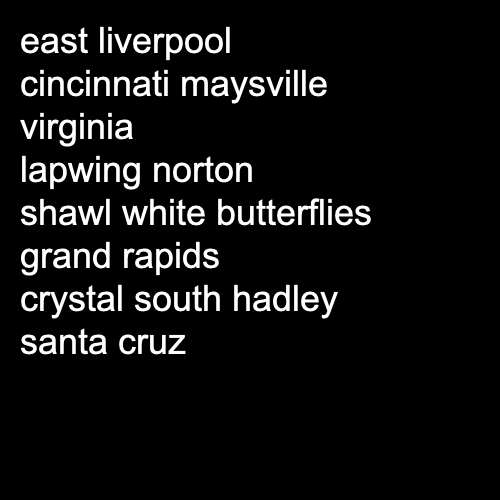 east liverpool
cincinnati maysville
virginia
lapwing norton
shawl white butterflies
grand rapids
crystal south hadley
santa cruz